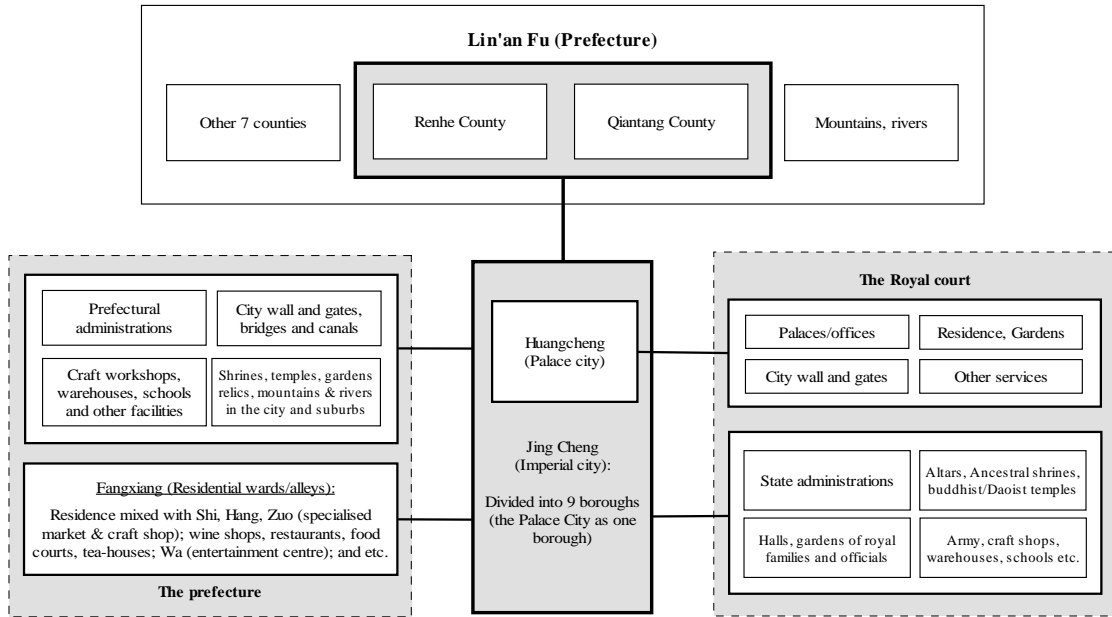 Lin'an Fu (Prefecture)
Other 7 counties
Renhe County
Qiantang County
Mountains, rivers
Prefectural
administrations
City wall and gates,
bridges and canals
Craft workshops,
warehouses, schools
and other facilities
Shrines, temples, gardens
relics, mountains & rivers
in the city and suburbs
Fangxiang (Residential wards/alleys):
Residence mixed with Shi, Hang, Zuo (specialised
market & craft shop); wine shops, restaurants, food
courts, tea-houses; Wa (entertainment centre); and etc.
The prefecture
Huangcheng
(Palace city)
Jing Cheng
(Imperial city):
Divided into 9 boroughs
(the Palace City as one
borough)
The Royal court
Palaces/offices
Residence, Gardens
City wall and gates
Other services
State administrations
Altars, Ancestral shrines,
buddhist/Daoist temples
Halls, gardens of royal
families and officials
Army, craft shops,
warehouses, schools etc.